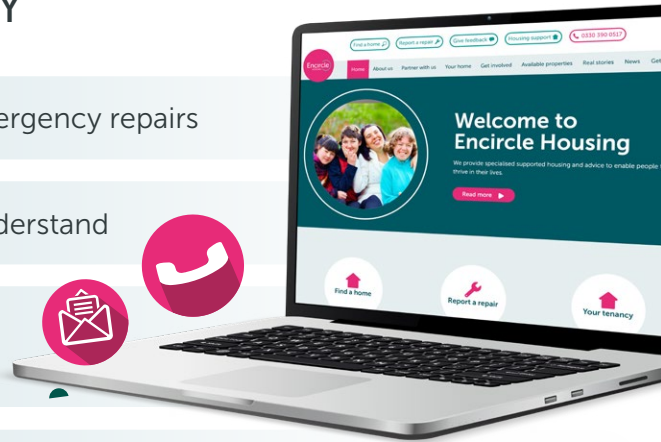 Y
ergency repairs
derstand
Find a home
Report a repair
Give feedback
Housing support
0330 390 0517
Encircle
Home
About us
Partner with us
Your home
Get involved
Available properties
Real stories
News
Get
Welcome to
Encircle Housing
We provide specialised supported housing and advice to enable people
thrive in their lives.
Read more
Find a home
Report a repair
Your tenancy